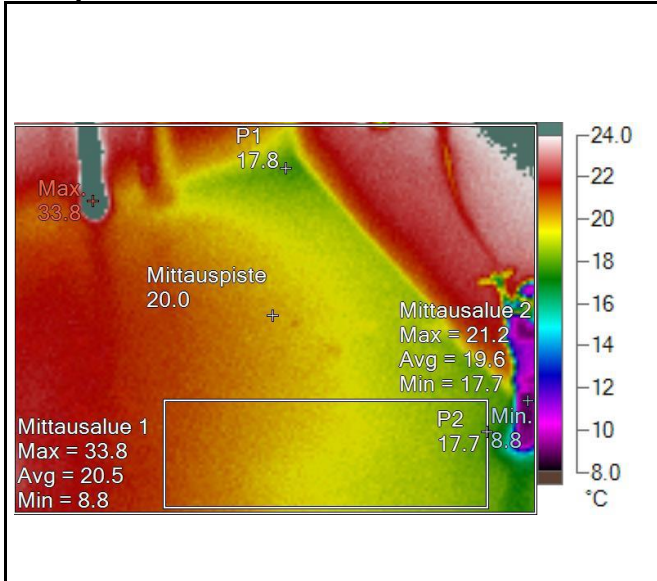 P1
17.8
Max.
33.8
Mittauspiste
20.0
Mittausalue 2
Max = 21.2
Avg = 19.6
Min = 17.7
Mittausalue 1
Max = 33.8
Avg = 20.5
Min = 8.8
P2
17.7
Min.
8.8
24.0
22
20
18
16
14
12
10
8.0
°C